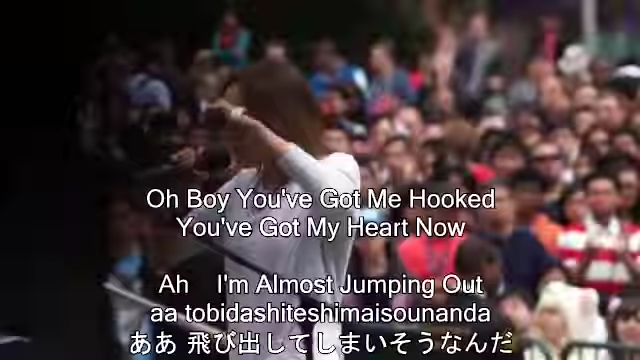 Oh Boy You've Got Me Hooked
You've Got My Heart Now
Ah I'm Almost Jumping Out
aa tobidashiteshimaisounanda
ああ 飛び出してしまいそうなんだ